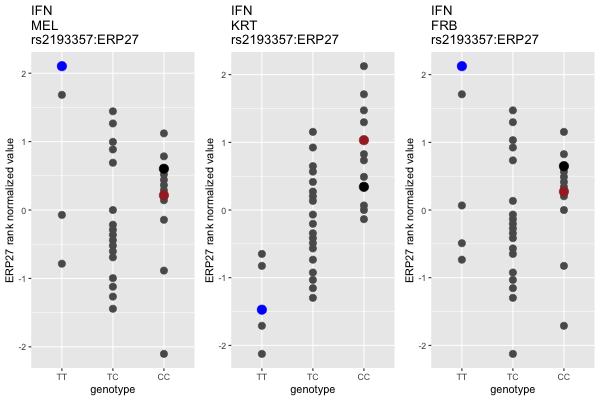 IFN
MEL
rs2193357:ERP27
ERP27 rank normalized value
2
1
0
-1
-2
TT
TC
CC
genotype
IFN
KRT
rs2193357:ERP27
ERP27 rank normalized value
2
1
0
-1
-2
TT
TC
CC
genotype
IFN
FRB
rs2193357:ERP27
ERP27 rank normalized value
2
1
0
-1
-2
TT
TC
CC
genotype